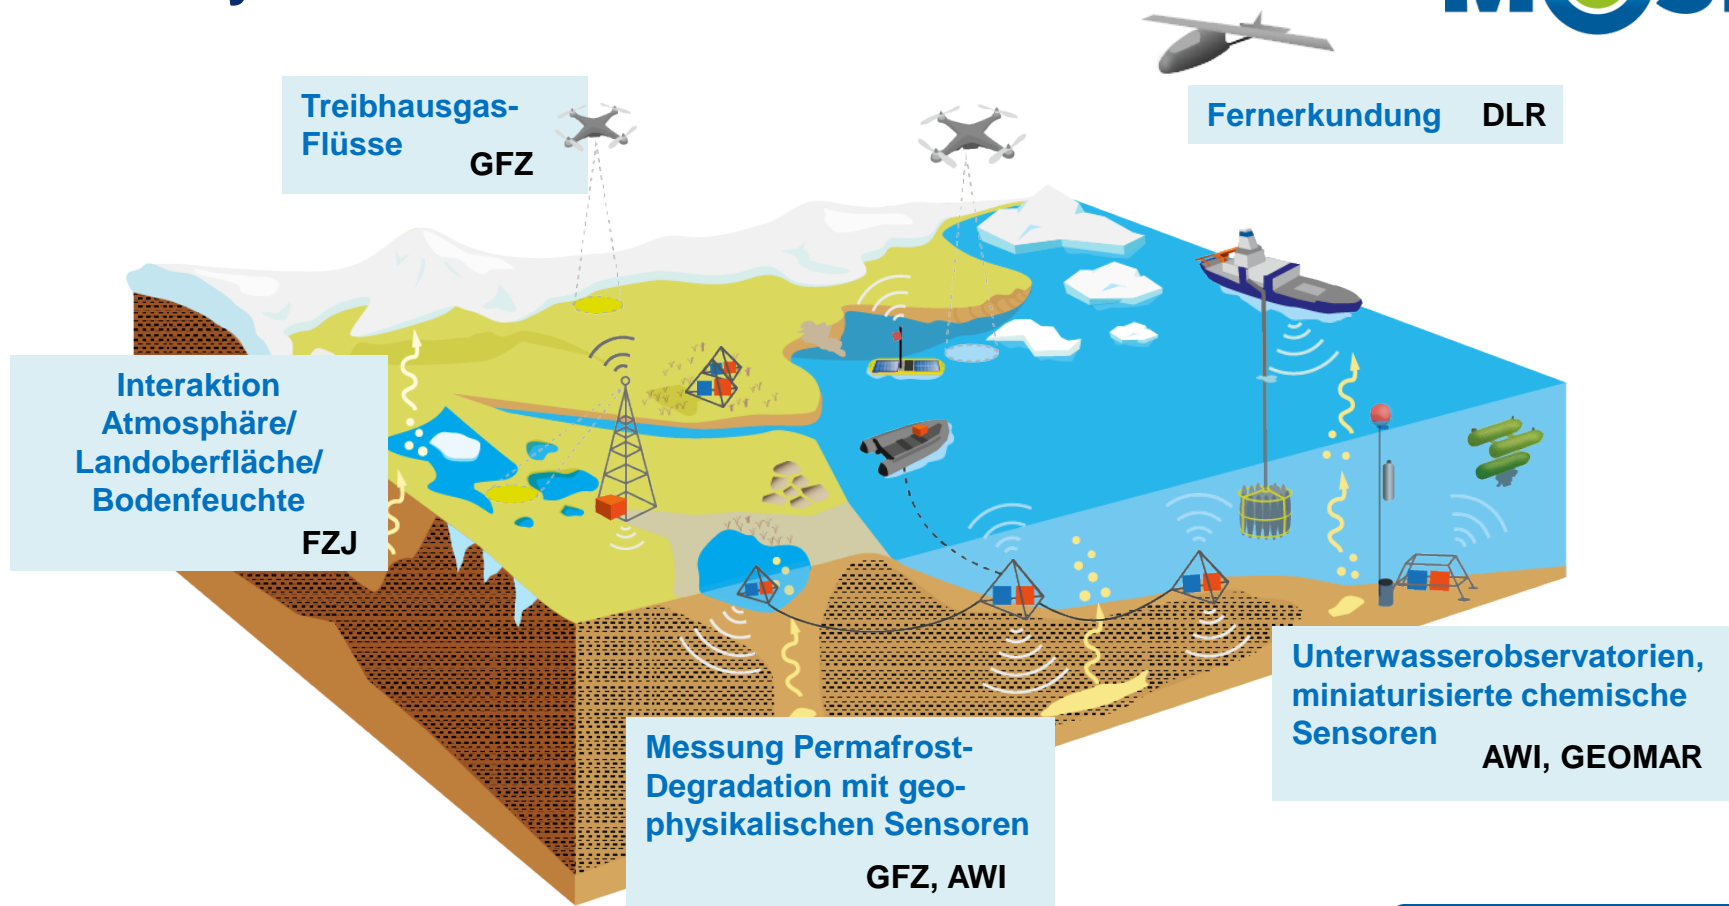 Treibhausgas-
Flüsse
GFZ
Fernerkundung DLR
Interaktion
Atmosphäre/
Landoberfläche/
Bodenfeuchte
FZJ
Unterwasserobservatorien,
miniaturisierte chemische
Sensoren
AWI, GEOMAR
Messung Permafrost-
Degradation mit geo-
physikalischen Sensoren
GFZ, AWI